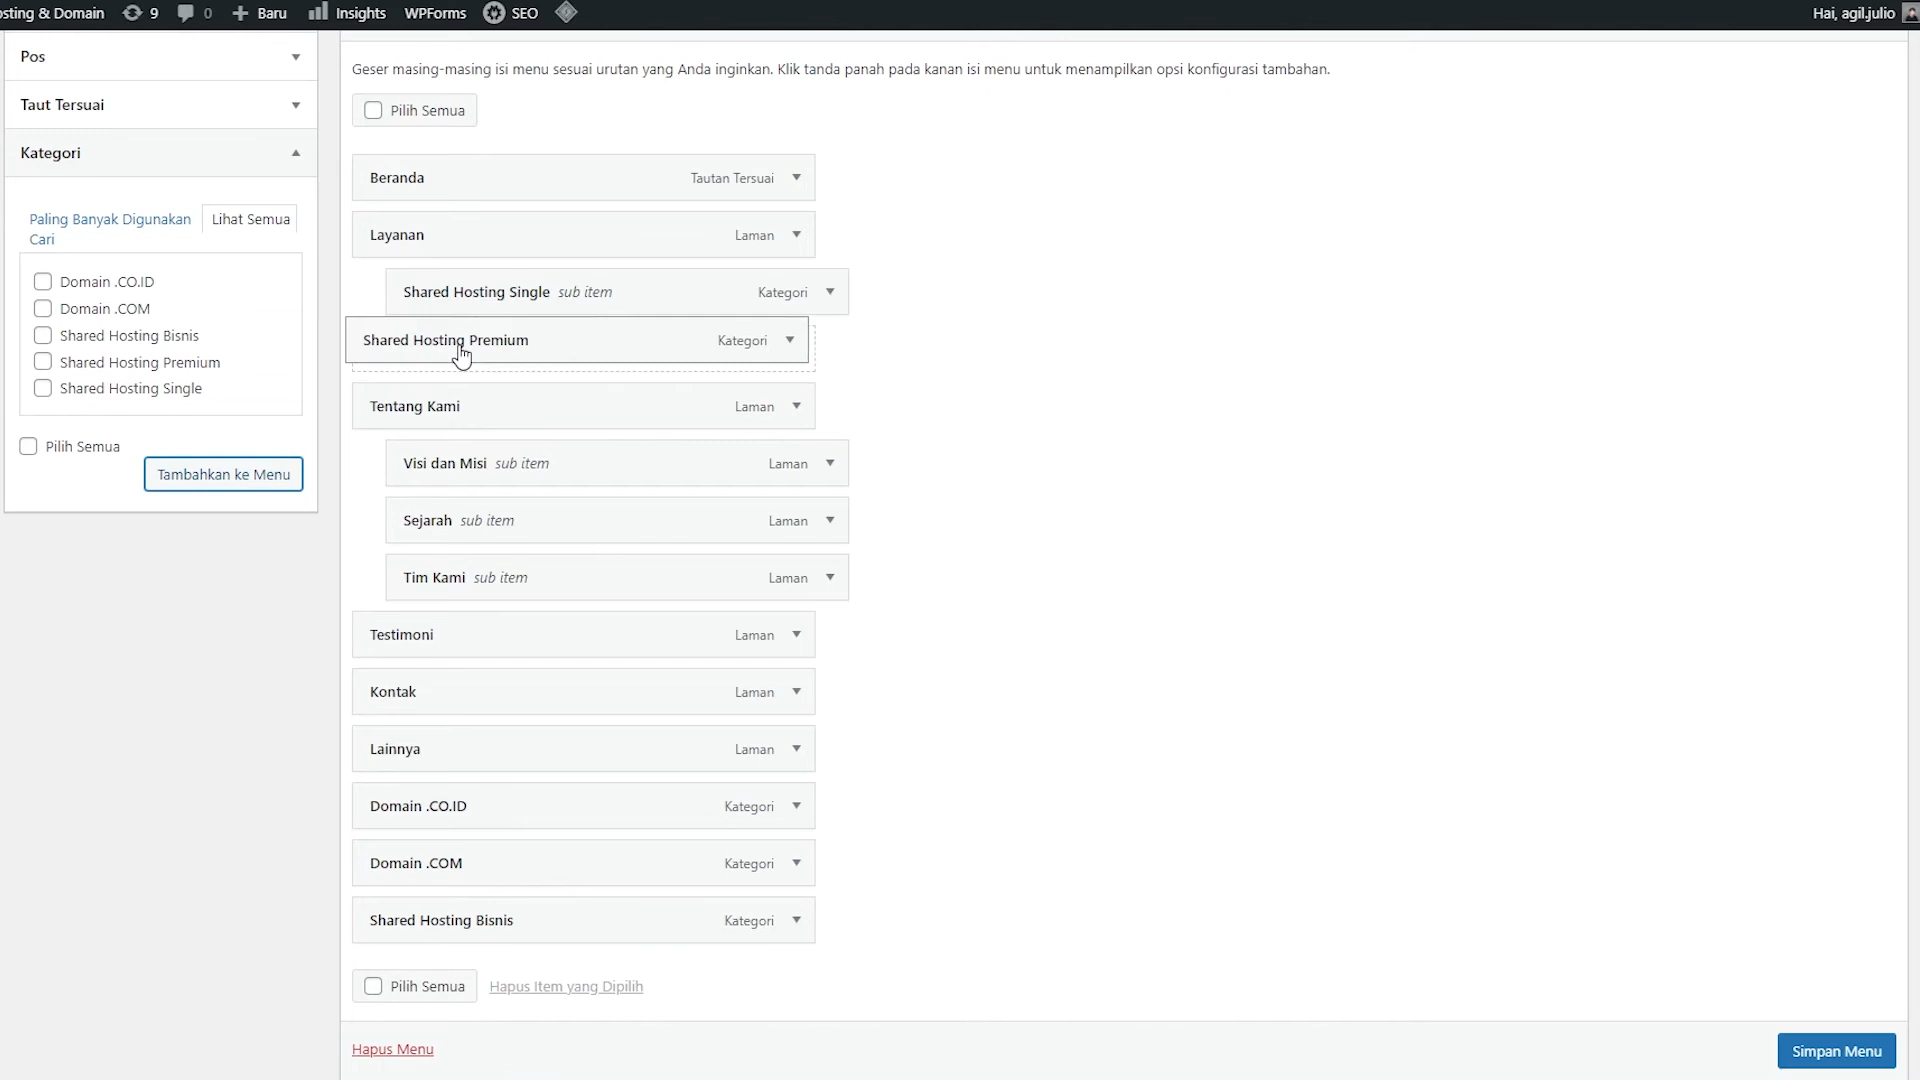 osting & Domain 9 0 Baru Insights WPForms SEO Hai, agil.julio
Pos
Taut Tersuai
Kategori
Paling Banyak Digunakan
Lihat Semua
Cari
Domain .CO.ID
Domain .COM
Shared Hosting Bisnis
Shared Hosting Premium
Shared Hosting Single
Pilih Semua
Tambahkan ke Menu
Geser masing-masing isi menu sesuai urutan yang Anda inginkan. Klik tanda panah pada kanan isi menu untuk menampilkan opsi konfigurasi tambahan.
Pilih Semua
Beranda Tautan Tersuai
Layanan Laman
Shared Hosting Single sub item Kategori
Shared Hosting Premium Kategori
Tentang Kami Laman
Visi dan Misi sub item Laman
Sejarah sub item Laman
Tim Kami sub item Laman
Testimoni Laman
Kontak Laman
Lainnya Laman
Domain .CO.ID Kategori
Domain .COM Kategori
Shared Hosting Bisnis Kategori
Pilih Semua Hapus Item yang Dipilih
Hapus Menu Simpan Menu